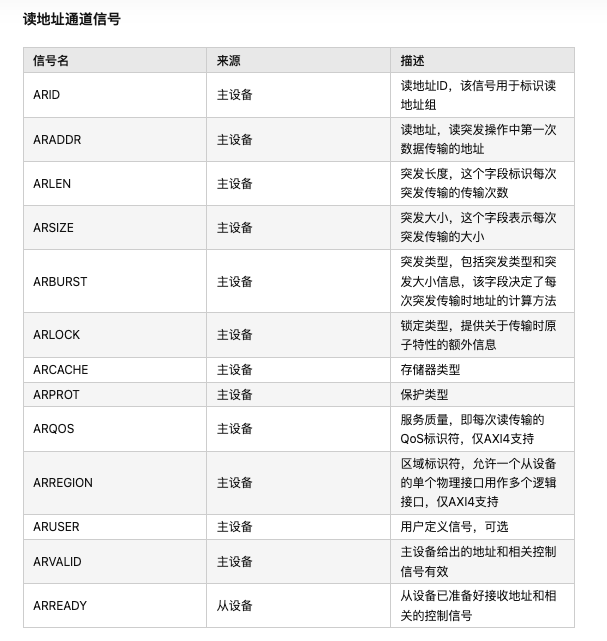 读地址通道信号
信号名 来源 描述
ARID 主设备 读地址ID，该信号用于标识读
地址组
ARADDR 主设备 读地址，读突发操作中第一次
数据传输的地址
ARLEN 主设备 突发长度，这个字段标识每次
突发传输的传输次数
ARSIZE 主设备 突发大小，这个字段表示每次
突发传输的大小
ARBURST 主设备 突发类型，包括突发类型和突
发大小信息，该字段决定了每
次突发传输时地址的计算方法
ARLOCK 主设备 锁定类型，提供关于传输时原
子特性的额外信息
ARCACHE 主设备 存储器类型
ARPROT 主设备 保护类型
ARQOS 主设备 服务质量，即每次读传输的
QoS标识符，仅AXI4支持
ARREGION 主设备 区域标识符，允许一个从设备
的单个物理接口用作多个逻辑
接口，仅AXI4支持
ARUSER 主设备 用户定义信号，可选
ARVALID 主设备 主设备给出的地址和相关控制
信号有效
ARREADY 从设备 从设备已准备好接收地址和相
关的控制信号